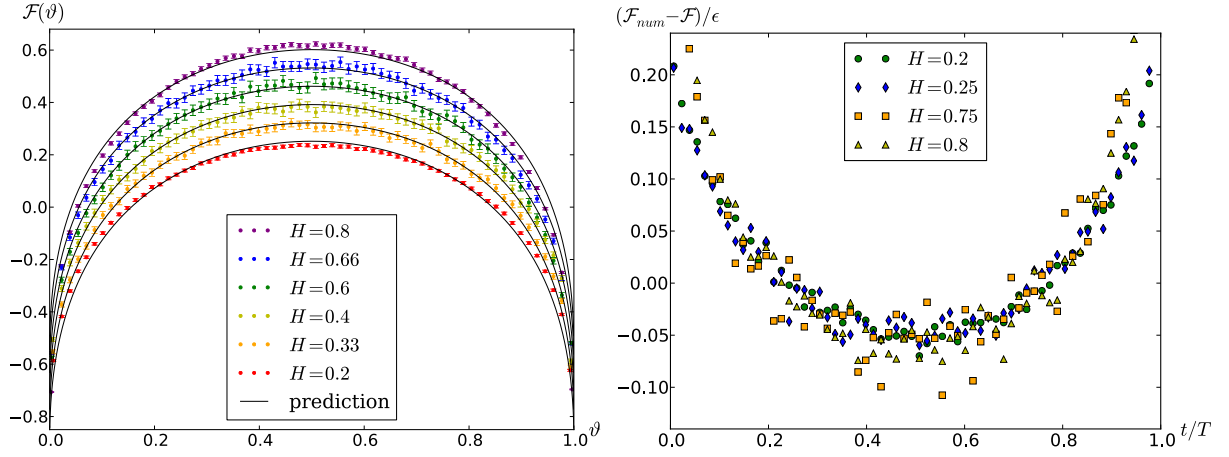 ℱ(ϑ)
0.6
0.4
0.2
0.0
−0.2
−0.4
−0.6
−0.8
0.0 0.2 0.4 0.6 0.8 1.0 ϑ
H=0.8
H=0.66
H=0.6
H=0.4
H=0.33
H=0.2
prediction
(ℱnum−ℱ)/ϵ
0.20
0.15
0.10
0.05
0.00
−0.05
−0.10
0.0 0.2 0.4 0.6 0.8 1.0 t/T
H=0.2
H=0.25
H=0.75
H=0.8